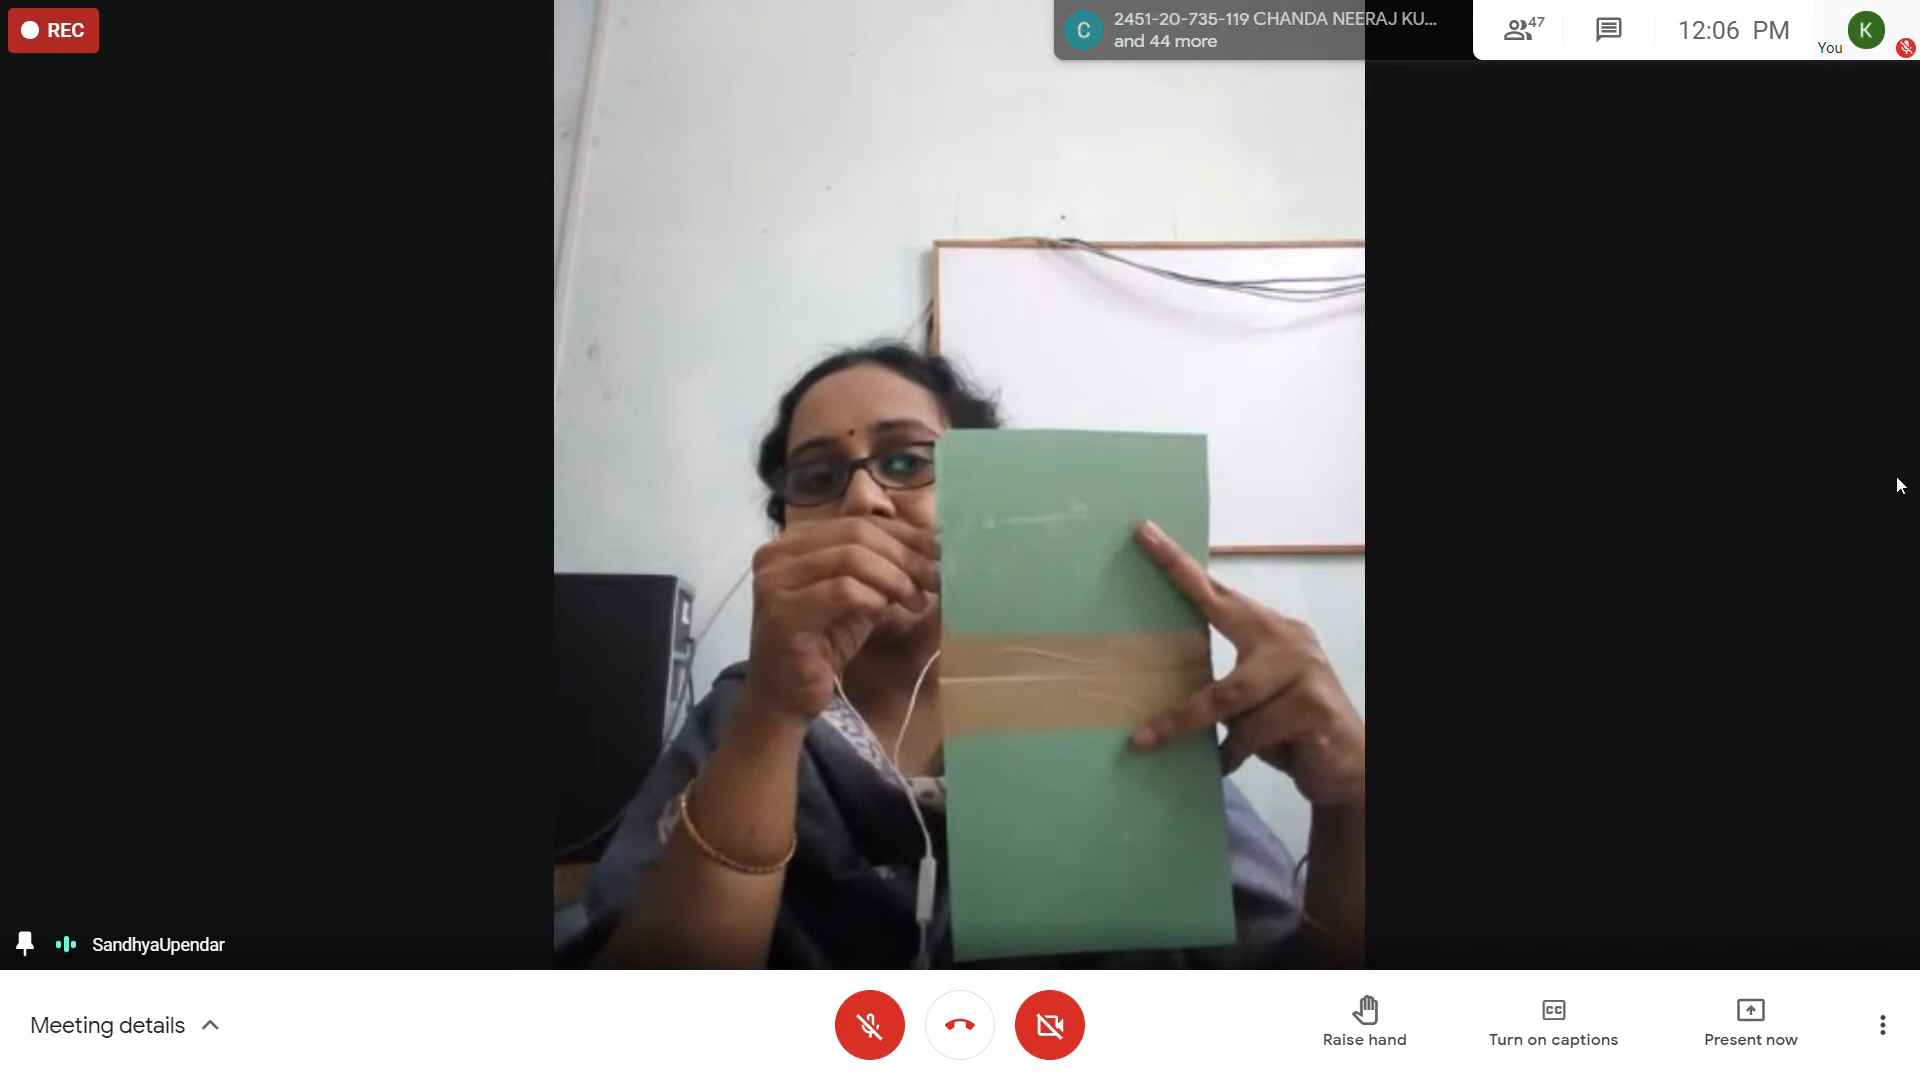 REC
C
2451-20-735-119 CHANDA NEERAJ KU...
and 44 more
47
12:06 PM
You
K
SandhyaUpendar
Meeting details
Raise hand
CC
Turn on captions
Present now